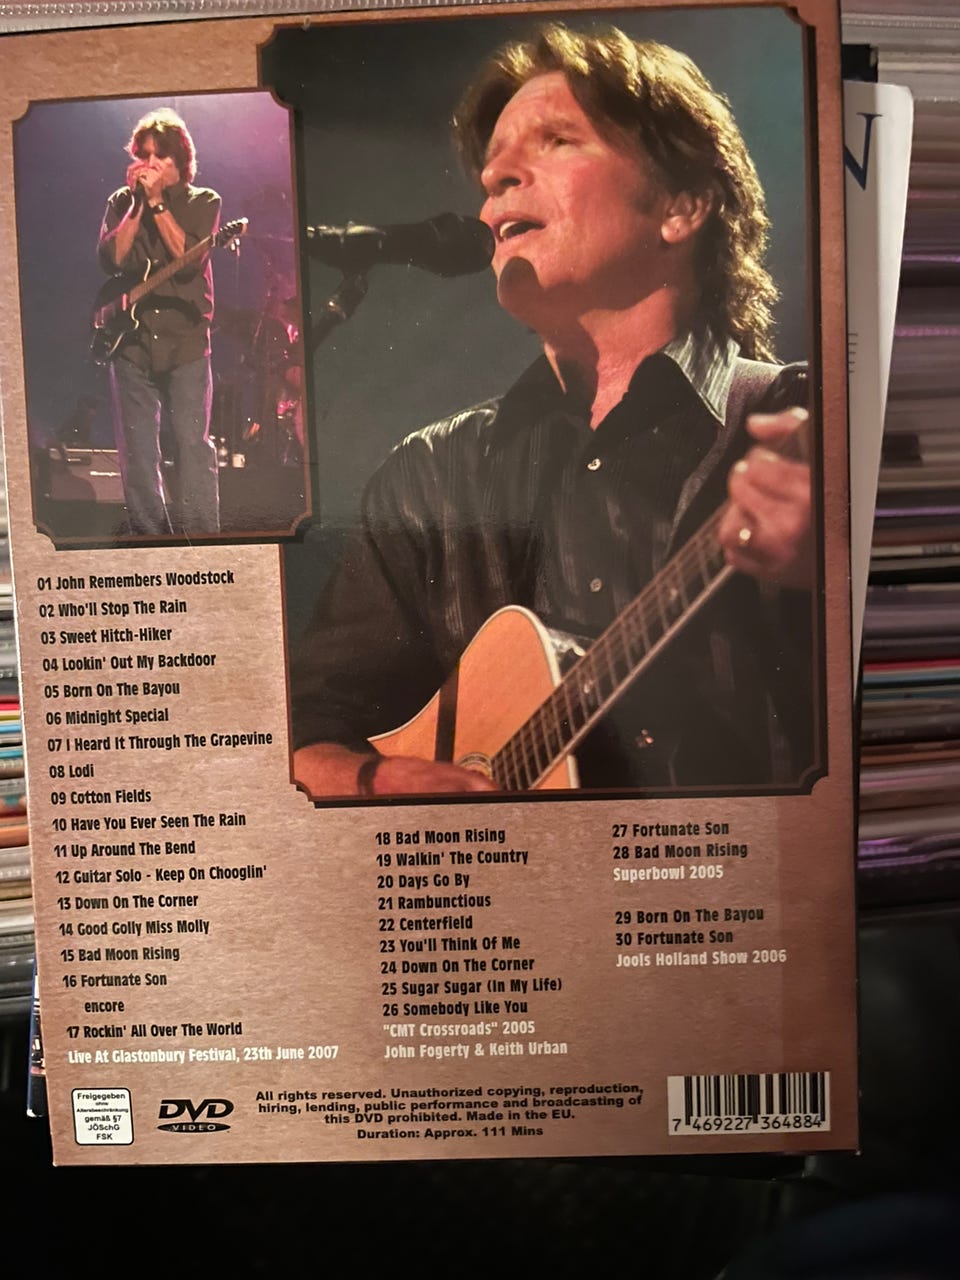 01 John Remembers Woodstock
02 Who'll Stop The Rain
03 Sweet Hitch-Hiker
04 Lookin' Out My Backdoor
05 Born On The Bayou
06 Midnight Special
07 I Heard It Through The Grapevine
08 Lodi
09 Cotton Fields
10 Have You Ever Seen The Rain
11 Up Around The Bend
12 Guitar Solo - Keep On Chooglin'
13 Down On The Corner
14 Good Golly Miss Molly
15 Bad Moon Rising
16 Fortunate Son
encore
17 Rockin' All Over The World
Live At Glastonbury Festival, 23th June 2007
18 Bad Moon Rising
19 Walkin' The Country
20 Days Go By
21 Rambunctious
22 Centerfield
23 You'll Think Of Me
24 Down On The Corner
25 Sugar Sugar (In My Life)
26 Somebody Like You
"CMT Crossroads" 2005
John Fogerty & Keith Urban
27 Fortunate Son
28 Bad Moon Rising
Superbowl 2005
29 Born On The Bayou
30 Fortunate Son
Jools Holland Show 2006
Freigegeben
ohne
Altersbeschränkung
gemäß §7
JÖSchG
FSK
DVD
VIDEO
All rights reserved. Unauthorized copying, reproduction,
hiring, lending, public performance and broadcasting of
this DVD prohibited. Made in the EU.
Duration: Approx. 111 Mins
7 469227 364884
N